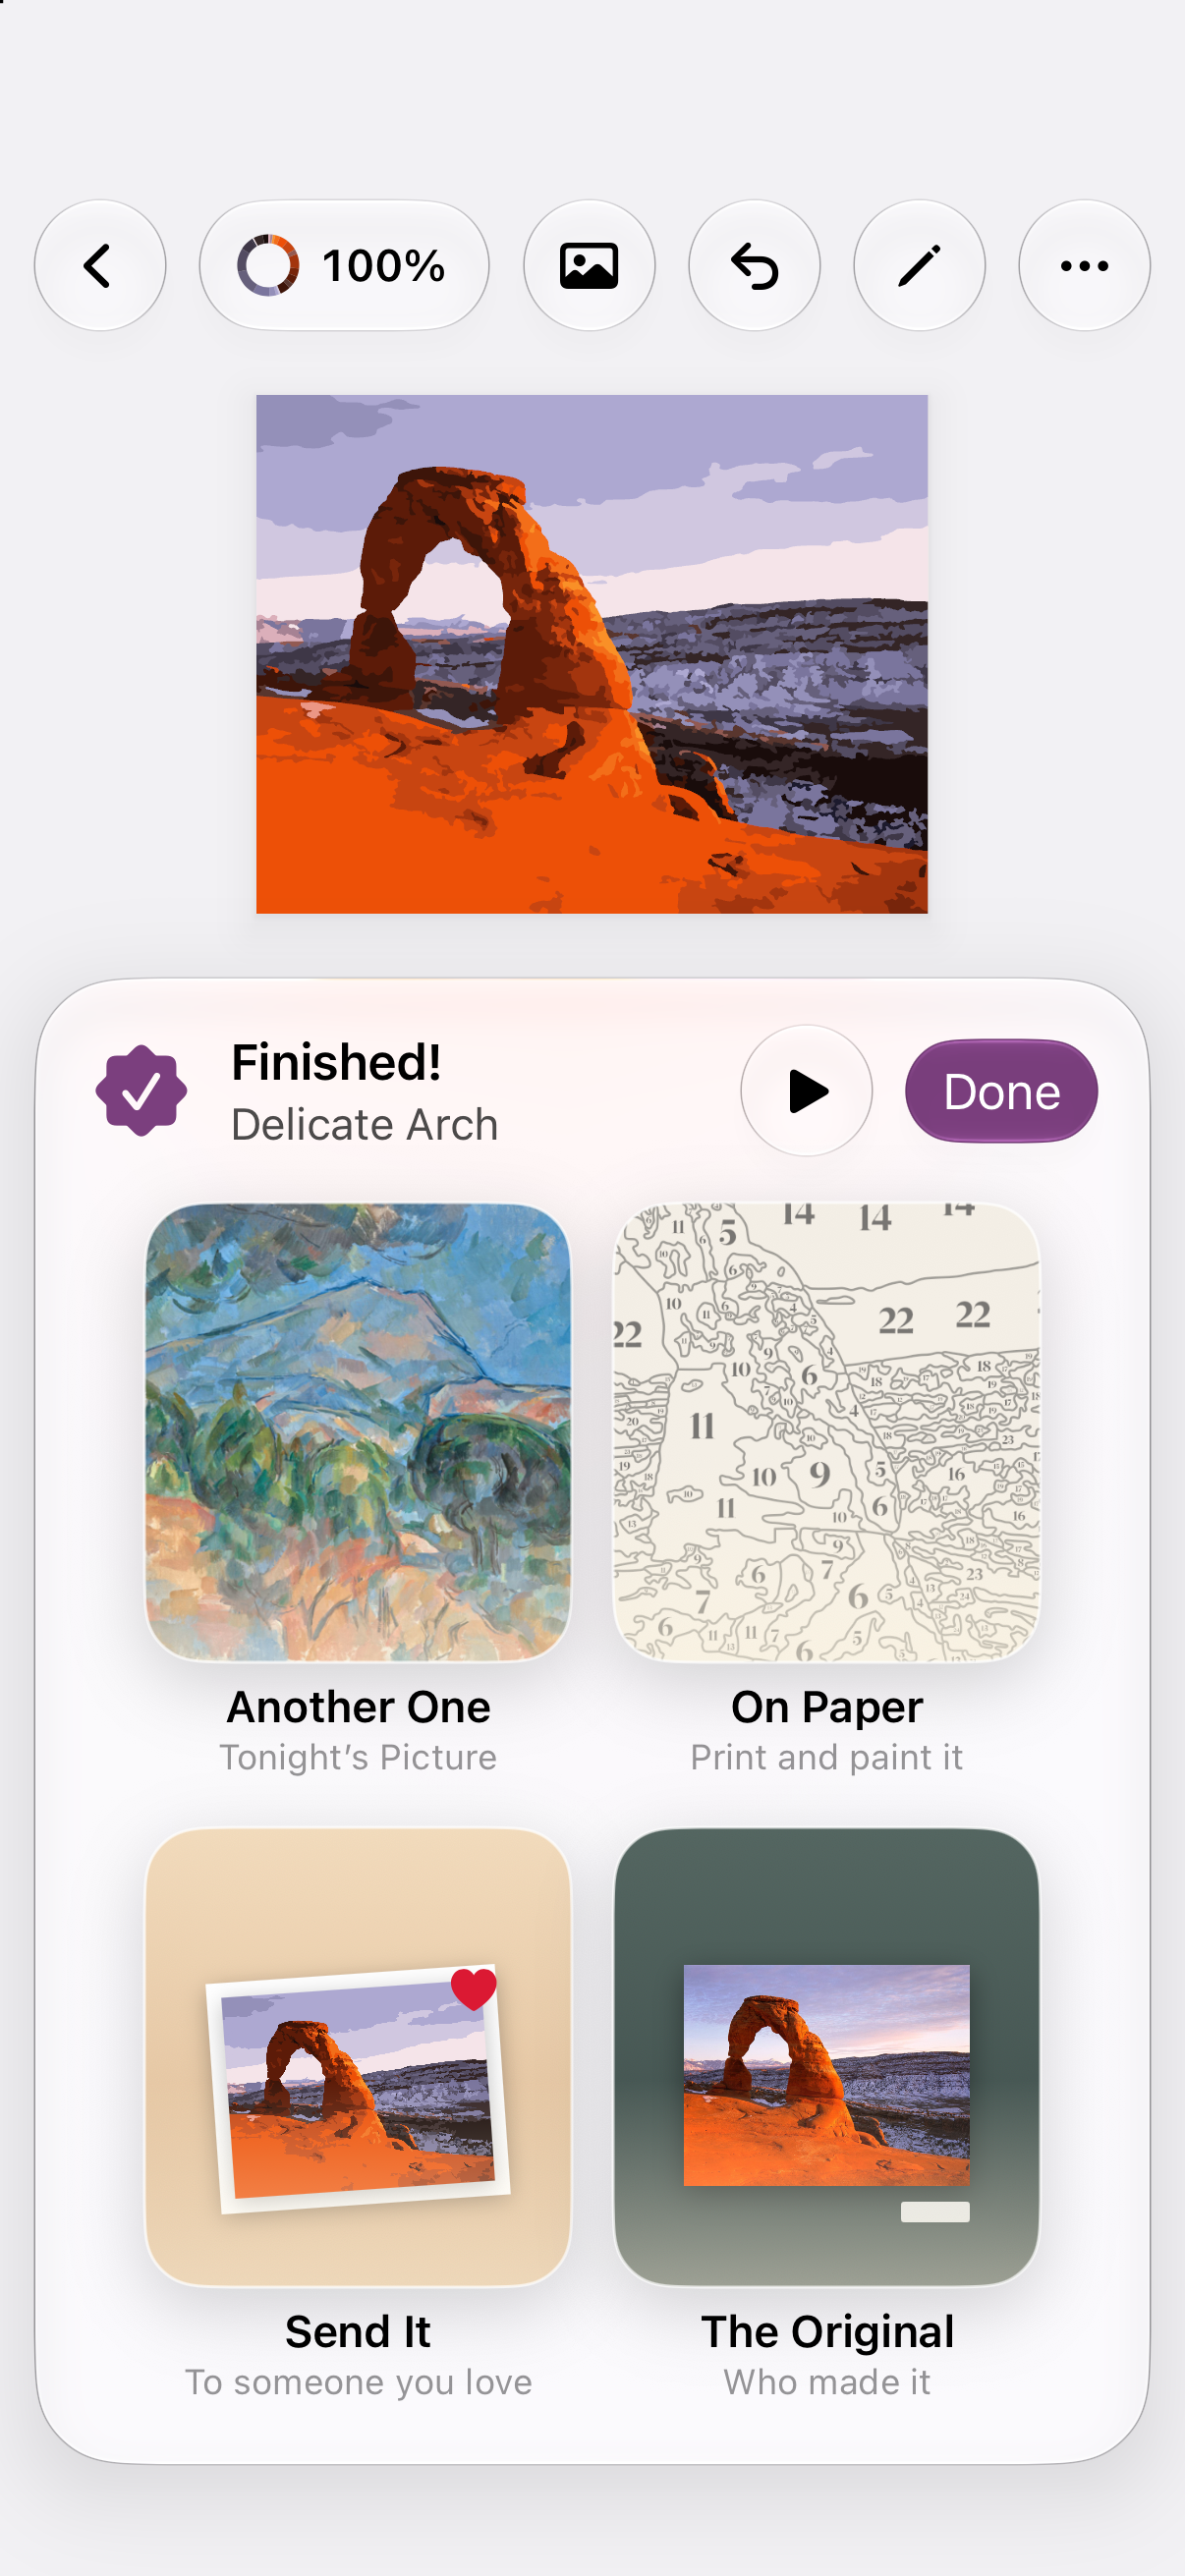 100%
Finished!
Delicate Arch
Done
Another One
Tonight’s Picture
On Paper
Print and paint it
Send It
To someone you love
The Original
Who made it